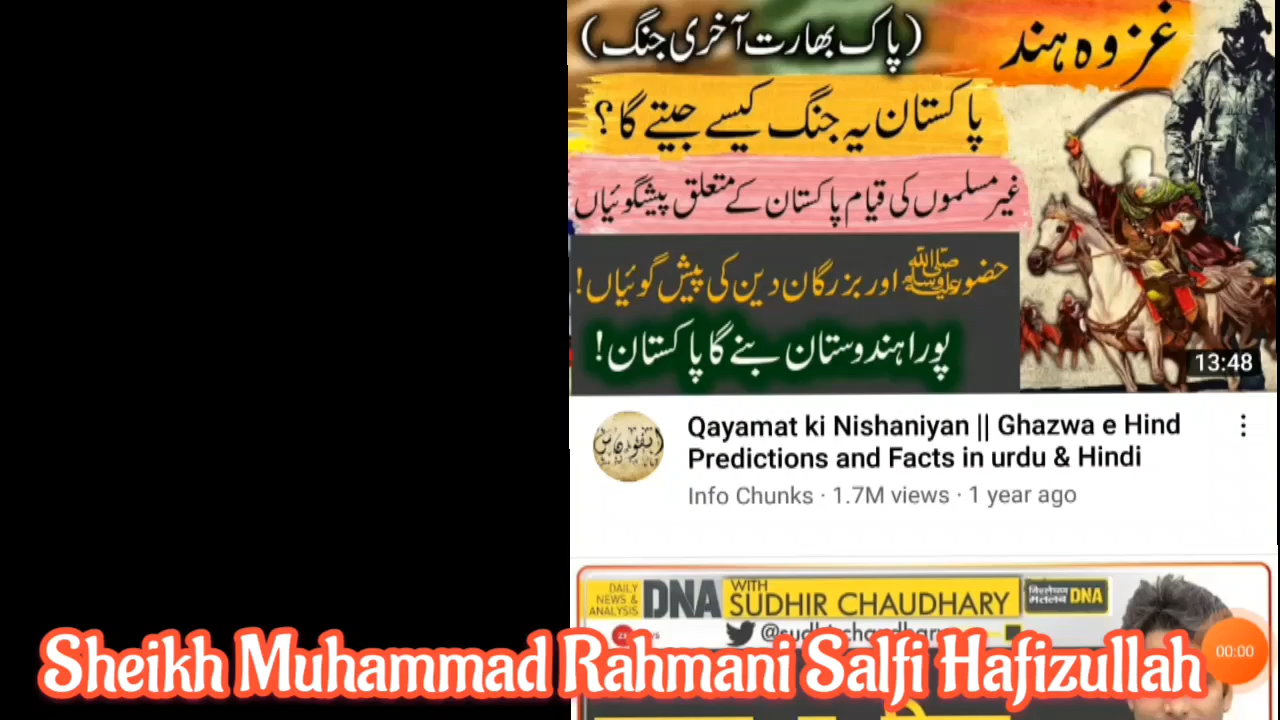 غزوہ ہند
(پاک بھارت آخری جنگ)
پاکستان یہ جنگ کیسے جیتے گا؟
غیر مسلموں کی قیام پاکستان کے متعلق پیشگوئیاں
حضور ﷺ اور بزرگان دین کی پیش گوئیاں!
پورا ہندوستان بنے گا پاکستان!
13:48
Qayamat ki Nishaniyan || Ghazwa e Hind
Predictions and Facts in urdu & Hindi
Info Chunks · 1.7M views · 1 year ago
DAILY
NEWS &
ANALYSIS
DNA
WITH
SUDHIR CHAUDHARY
विश्लेषण
मतलब DNA
@sudhirchaudhary
Sheikh Muhammad Rahmani Salfi Hafizullah
00:00